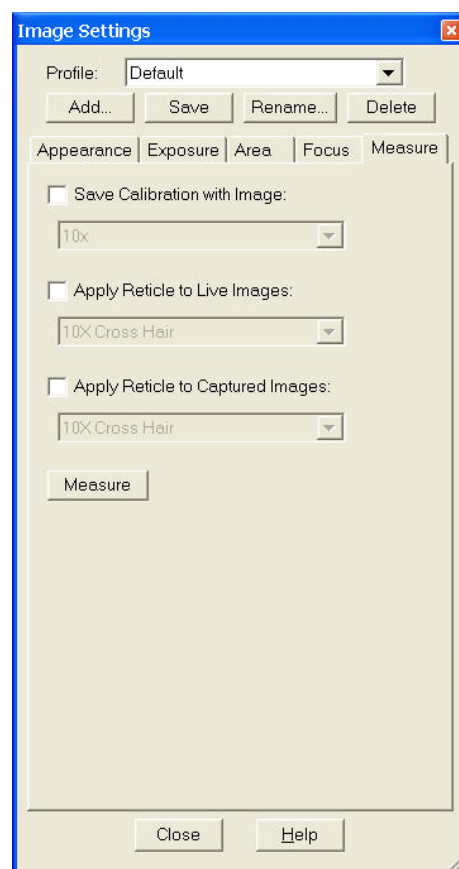 Image Settings
Profile: Default
Add... Save Rename... Delete
Appearance Exposure Area Focus Measure
Save Calibration with Image:
10x
Apply Reticle to Live Images:
10X Cross Hair
Apply Reticle to Captured Images:
10X Cross Hair
Measure
Close Help